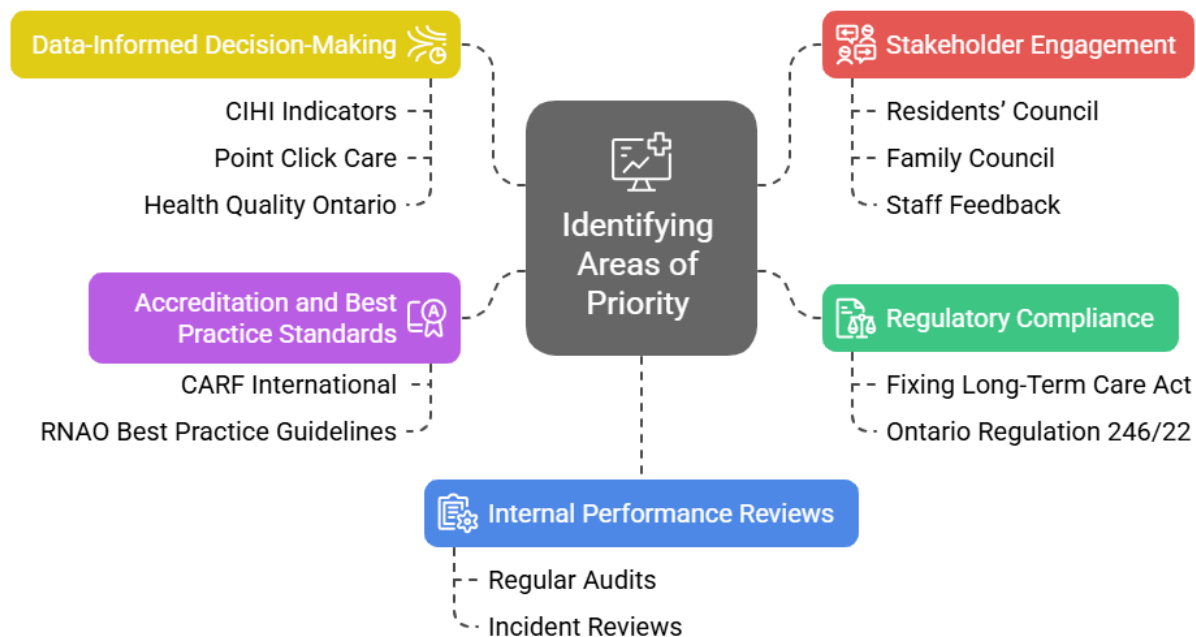 Data-Informed Decision-Making
CIHI Indicators
Point Click Care
Health Quality Ontario
Stakeholder Engagement
Residents’ Council
Family Council
Staff Feedback
Identifying
Areas of
Priority
Accreditation and Best
Practice Standards
A
CARF International
RNAO Best Practice Guidelines
Regulatory Compliance
Fixing Long-Term Care Act
Ontario Regulation 246/22
Internal Performance Reviews
Regular Audits
Incident Reviews